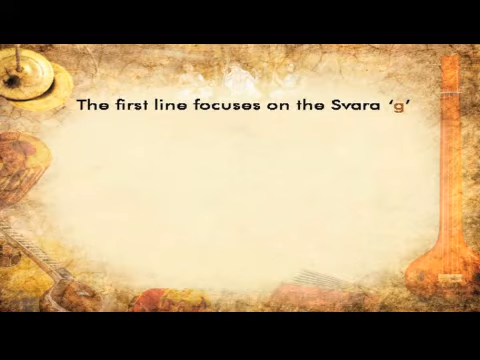 The first line focuses on the Svara ‘g’